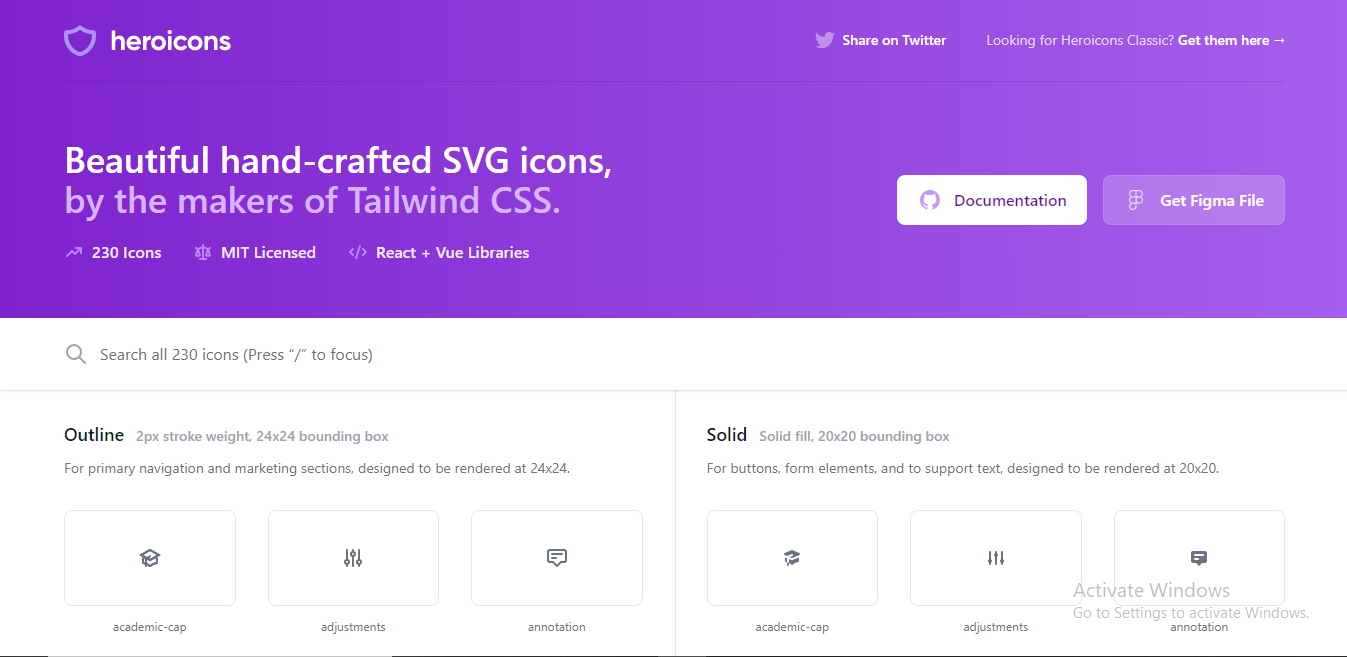 heroicons
Share on Twitter
Looking for Heroicons Classic? Get them here →
Beautiful hand-crafted SVG icons,
by the makers of Tailwind CSS.
Documentation
Get Figma File
230 Icons
MIT Licensed
React + Vue Libraries
Search all 230 icons (Press “/” to focus)
Outline 2px stroke weight, 24x24 bounding box
For primary navigation and marketing sections, designed to be rendered at 24x24.
academic-cap
adjustments
annotation
Solid Solid fill, 20x20 bounding box
For buttons, form elements, and to support text, designed to be rendered at 20x20.
academic-cap
adjustments
annotation
Activate Windows
Go to Settings to activate Windows.